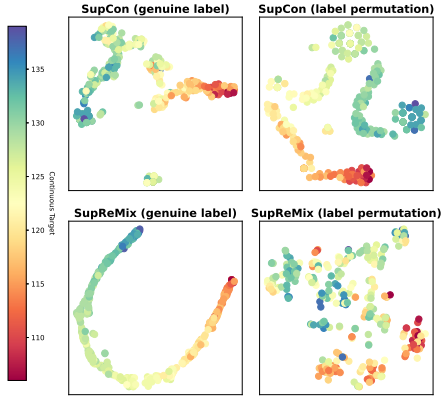 SupCon (genuine label)
SupCon (label permutation)
135
130
125
120
115
110
Continuous Target
SupReMix (genuine label)
SupReMix (label permutation)